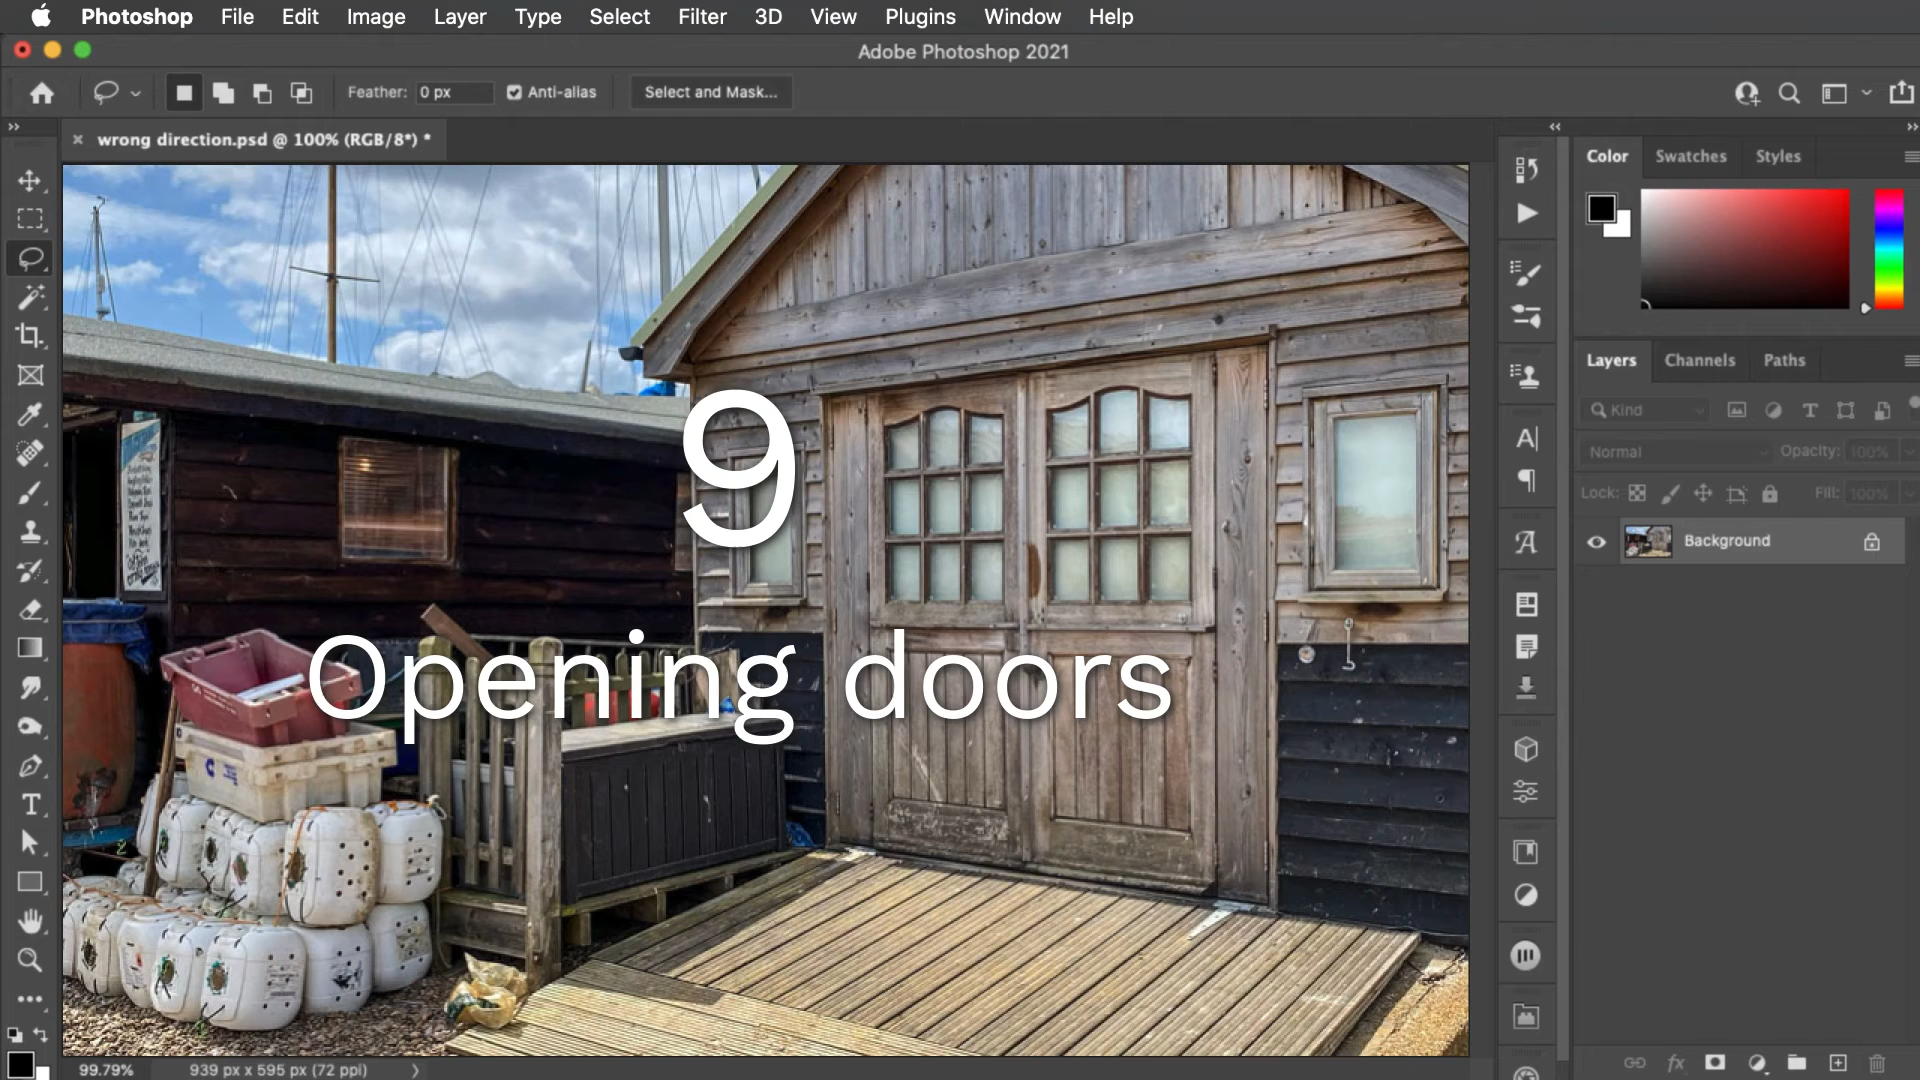 Photoshop File Edit Image Layer Type Select Filter 3D View Plugins Window Help
Adobe Photoshop 2021
Feather: 0 px Anti-alias Select and Mask...
wrong direction.psd @ 100% (RGB/8*) *
Color Swatches Styles
Layers Channels Paths
Kind
Normal Opacity: 100%
Lock: Fill: 100%
Background
9
Opening doors
99.79% 939 px x 595 px (72 ppi)